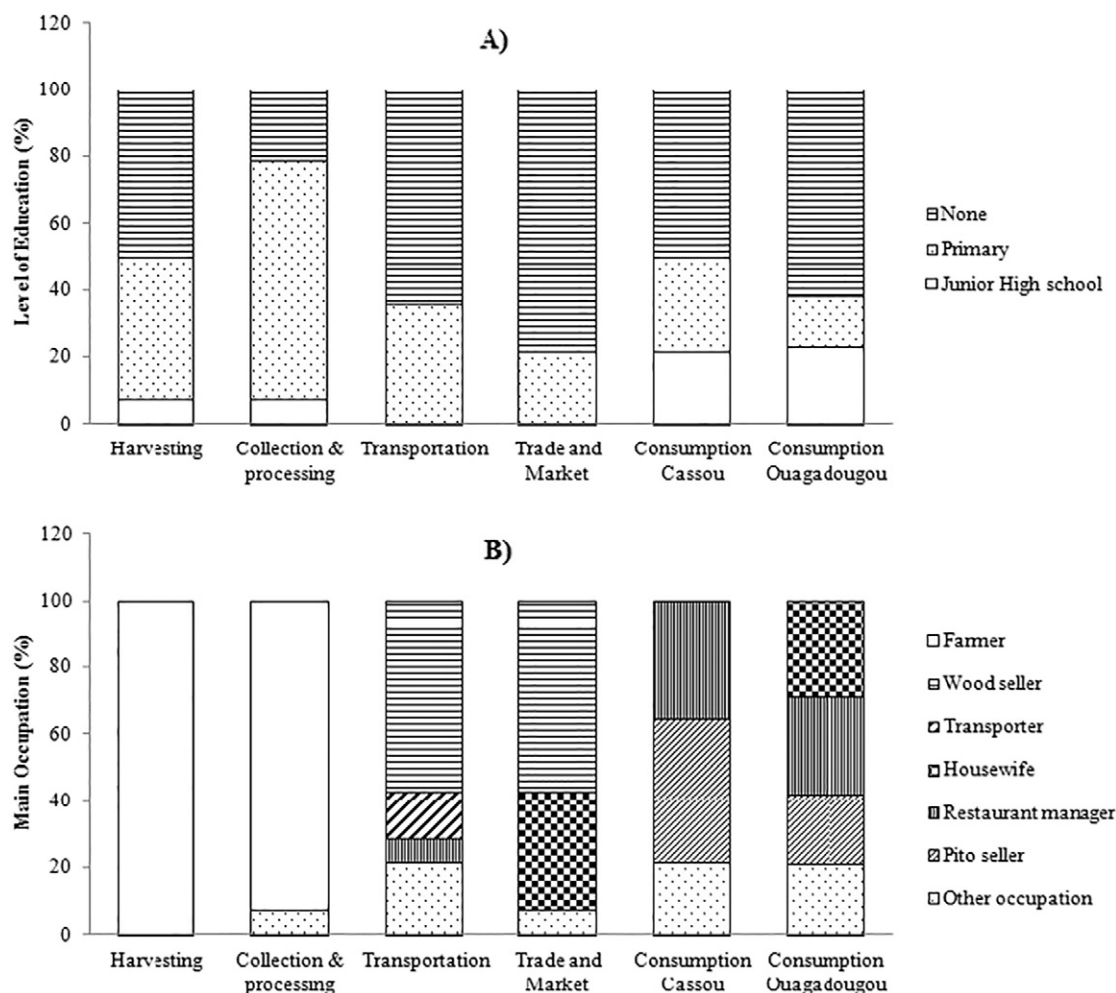 A)
Level of Education (%)
120
100
80
60
40
20
0
Harvesting
Collection &
processing
Transportation
Trade and
Market
Consumption
Cassou
Consumption
Ouagadougou
None
Primary
Junior High school
B)
Main Occupation (%)
120
100
80
60
40
20
0
Harvesting
Collection &
processing
Transportation
Trade and
Market
Consumption
Cassou
Consumption
Ouagadougou
Farmer
Wood seller
Transporter
Housewife
Restaurant manager
Pito seller
Other occupation